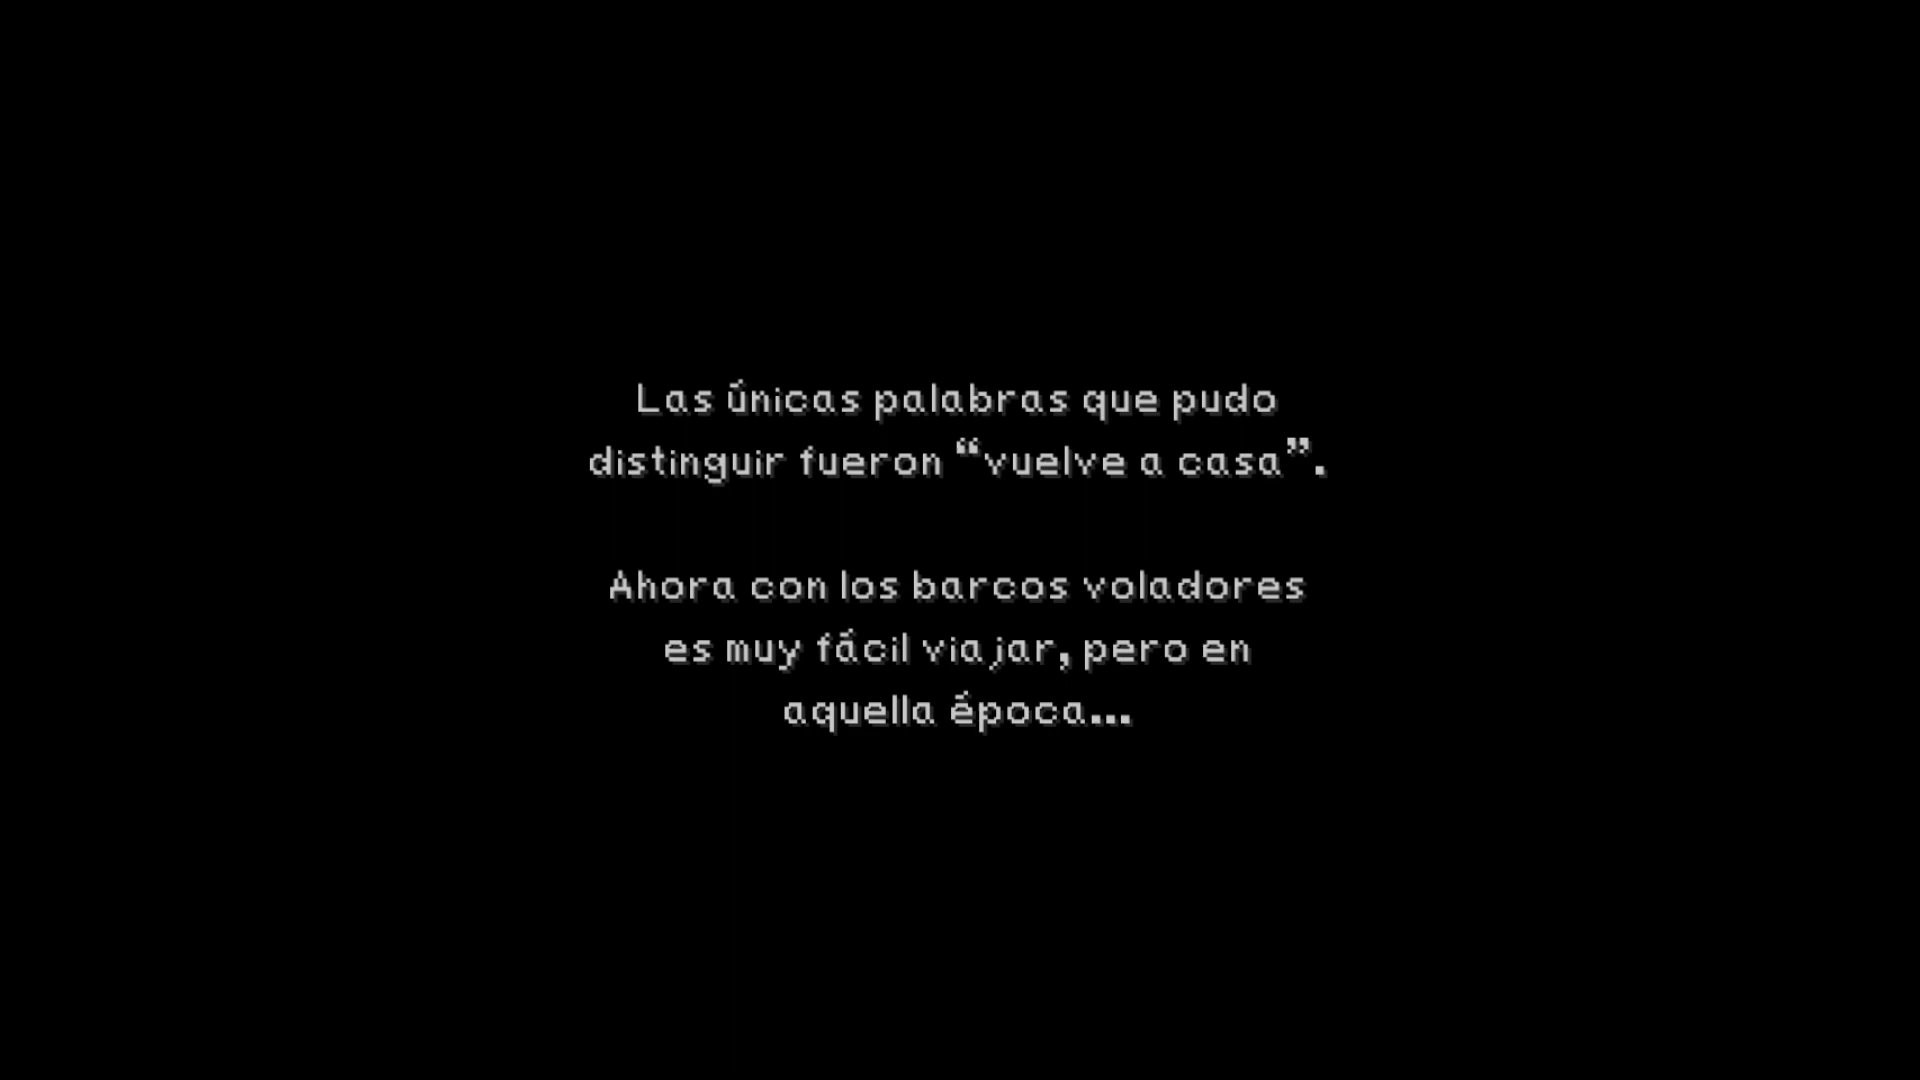 Las únicas palabras que pudo
distinguir fueron “vuelve a casa”.
Ahora con los barcos voladores
es muy fácil viajar, pero en
aquella época...